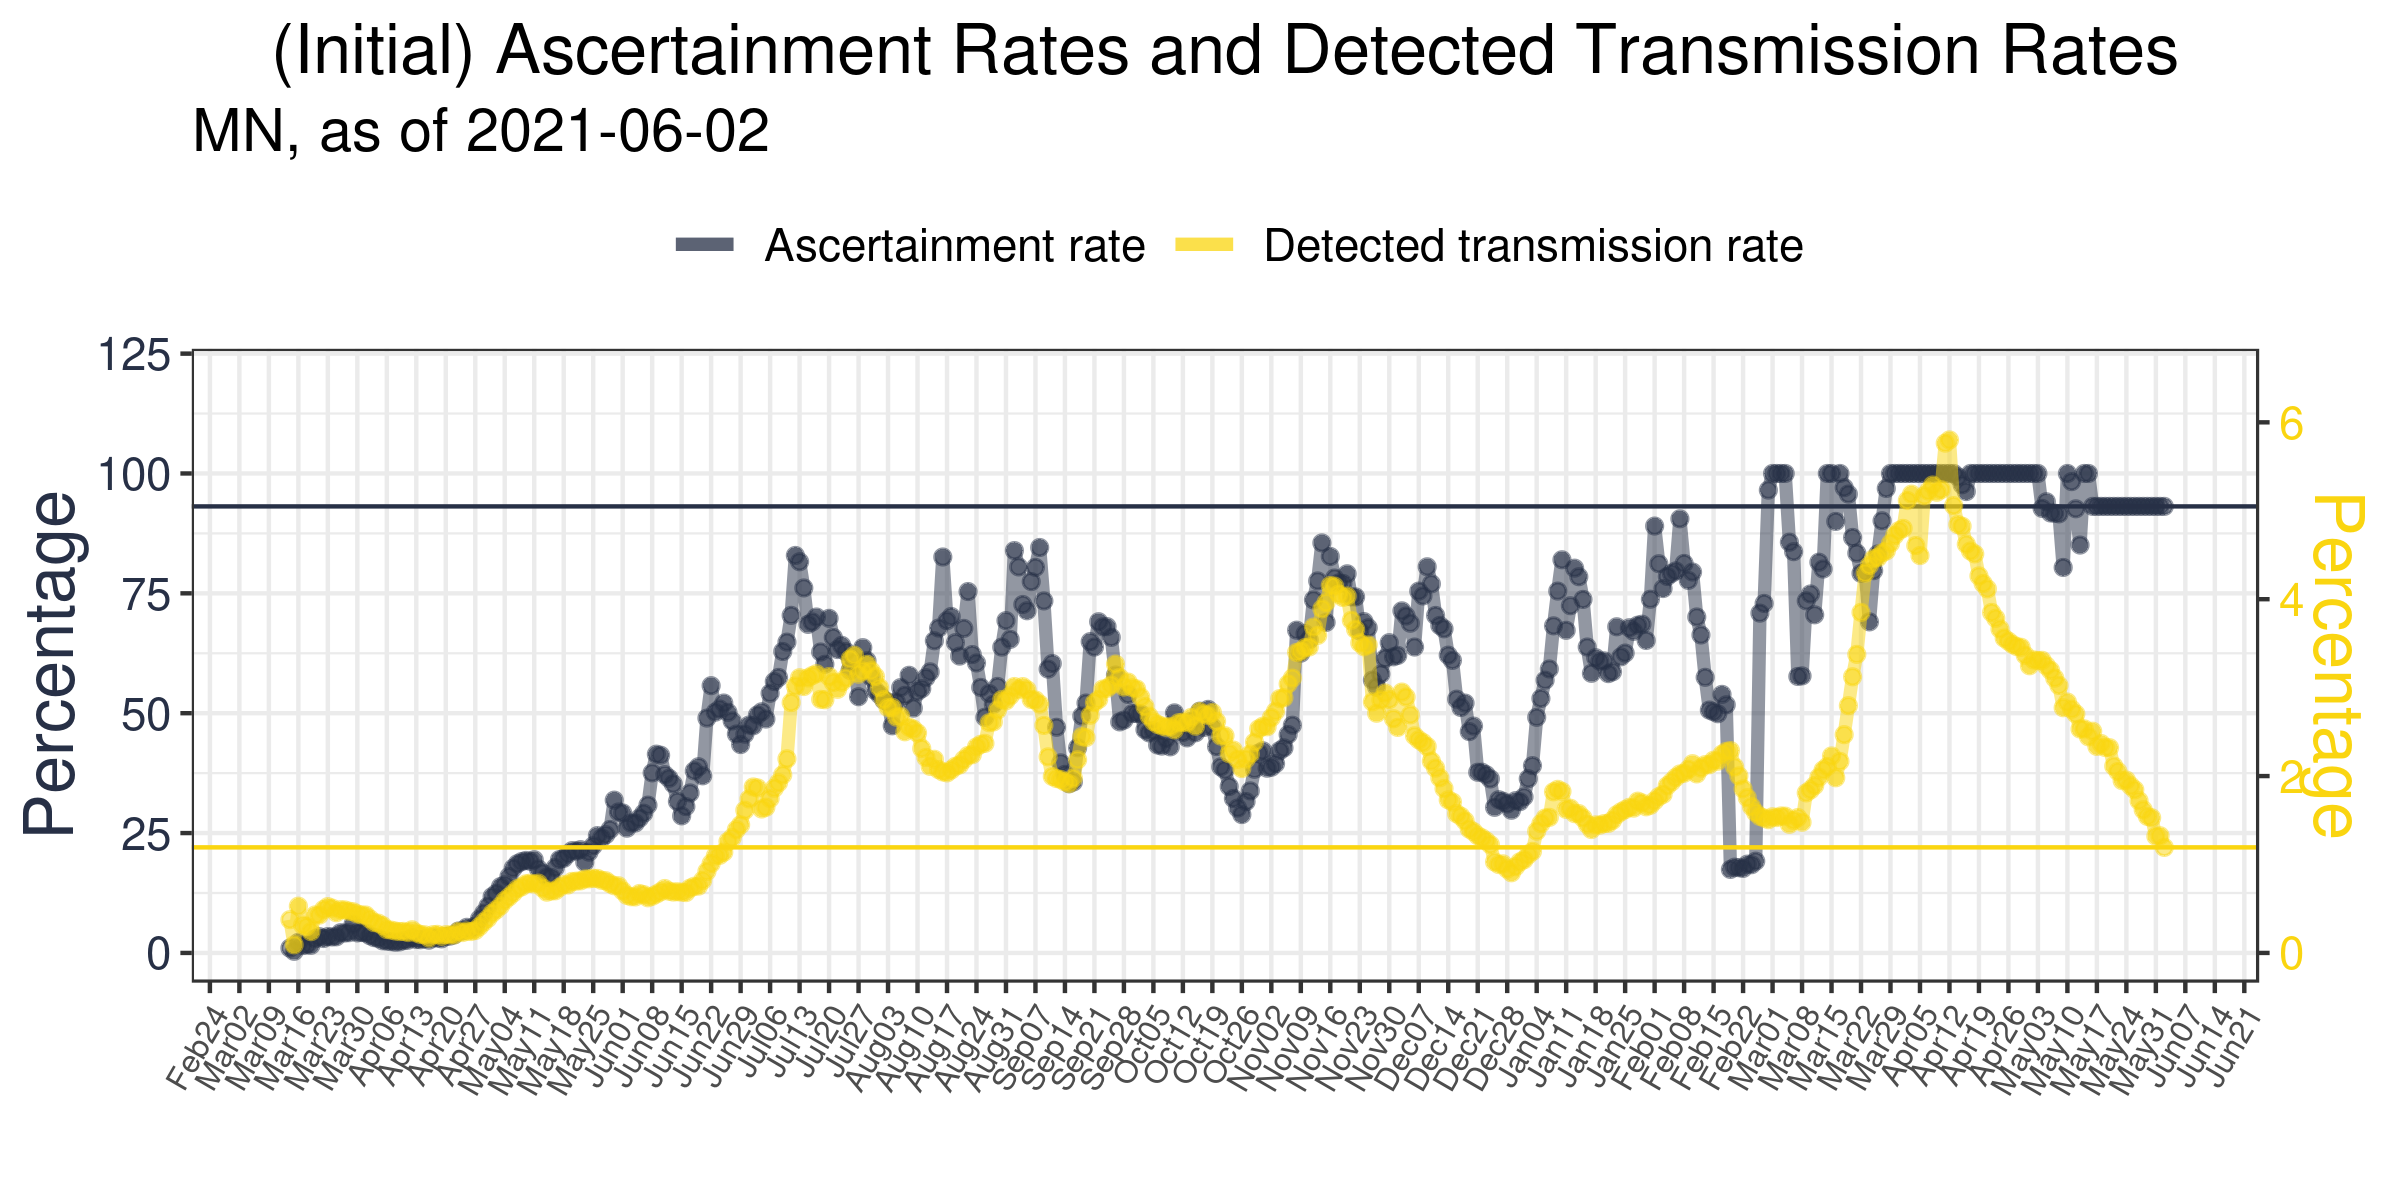 (Initial) Ascertainment Rates and Detected Transmission Rates
MN, as of 2021-06-02
Ascertainment rate
Detected transmission rate
125
100
75
50
25
0
Percentage
6
4
2
0
Percentage
Feb24
Mar02
Mar09
Mar16
Mar23
Mar30
Apr06
Apr13
Apr20
Apr27
May04
May11
May18
May25
Jun01
Jun08
Jun15
Jun22
Jun29
Jul06
Jul13
Jul20
Jul27
Aug03
Aug10
Aug17
Aug24
Aug31
Sep07
Sep14
Sep21
Sep28
Oct05
Oct12
Oct19
Oct26
Nov02
Nov09
Nov16
Nov23
Nov30
Dec07
Dec14
Dec21
Dec28
Jan04
Jan11
Jan18
Jan25
Feb01
Feb08
Feb15
Feb22
Mar01
Mar08
Mar15
Mar22
Mar29
Apr05
Apr12
Apr19
Apr26
May03
May10
May17
May24
May31
Jun07
Jun14
Jun21